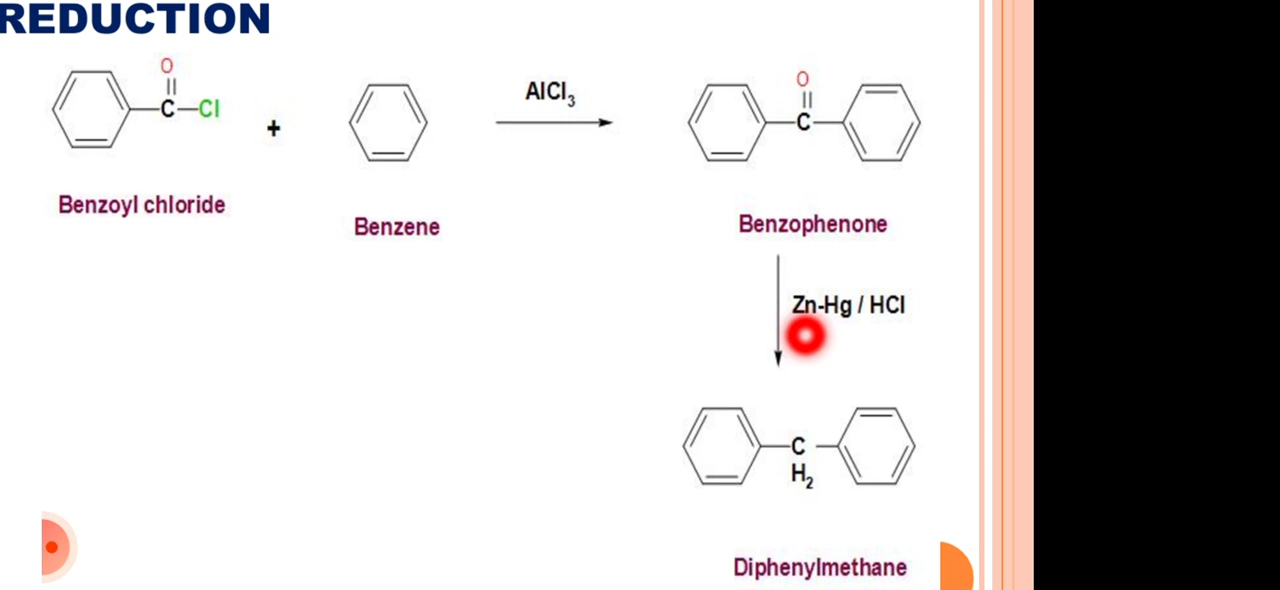 REDUCTION
O
C–Cl
+
AlCl₃
O
C
Benzoyl chloride
Benzene
Benzophenone
Zn-Hg / HCl
C
H₂
Diphenylmethane